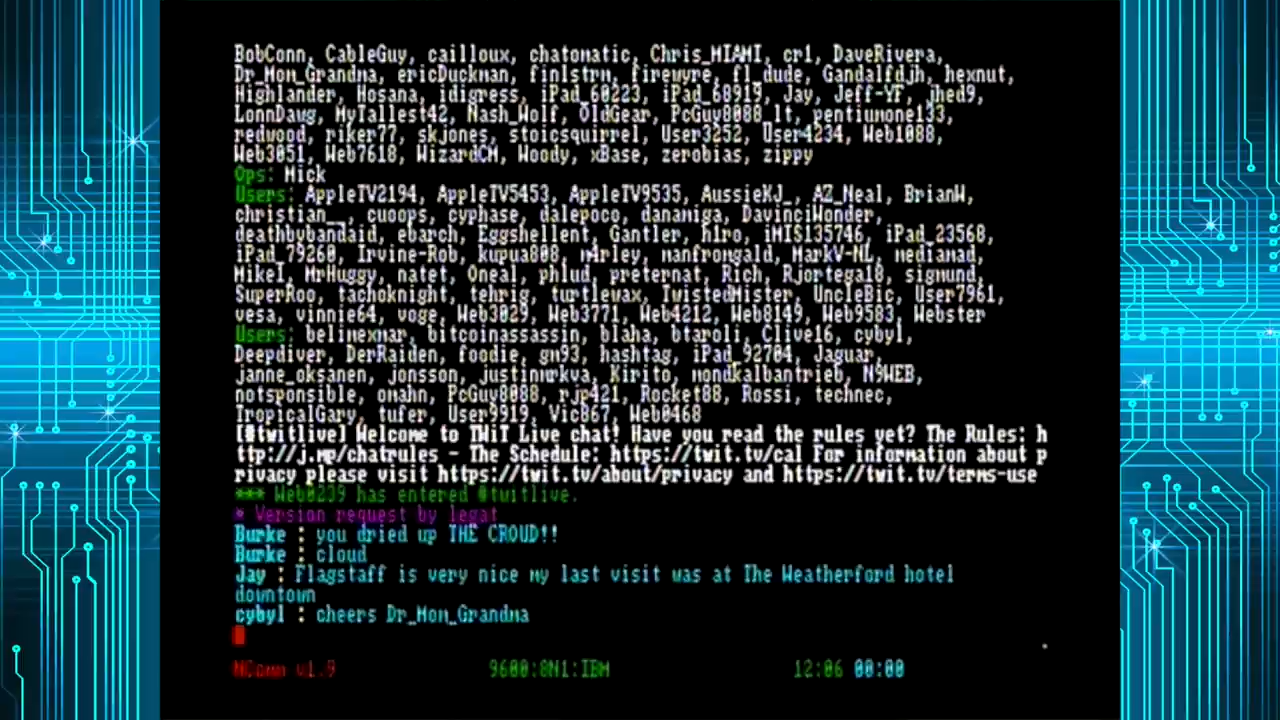 BobConn, CableGuy, cailloux, chatomatic, Chris_MIAMI, cr1, DaveRivera,
Dr_Mom_Grandma, ericDuckman, finlstrm, firewyre, fl_dude, Gandalfdjh, hexnut,
Highlander, Hosana, idigress, iPad_60223, iPad_68919, Jay, Jeff-YF, jhed9,
LonnDawg, MyTallest42, Nash_Wolf, OldGear, PcGuy8088_lt, pentiumone133,
redwood, riker77, skjones, stoicsquirrel, User3252, User4234, Web1088,
Web3051, Web7618, WizardCM, Woody, xBase, zerobias, zippy
Ops: Mick
Users: AppleTV2194, AppleTV5453, AppleTV9535, AussieKJ_, AZ_Neal, BrianW,
christian__, cuoops, cyphase, dalepoco, danamiga, DavinciWonder,
deathbybandaid, ebarch, Eggshellent, Gantler, hiro, iMIS135746, iPad_23568,
iPad_79260, Irvine-Rob, kupua808, m4rley, manfromgald, MarkV-NL, medianad,
MikeI, MrHuggy, natet, Oneal, phlud, preternat, Rich, Rjortega18, sigmund,
SuperRoo, tachoknight, tehrig, turtlewax, TwistedMister, UncleBic, User7961,
vesa, vinnie64, vogi, Web3029, Web3771, Web4212, Web8149, Web9583, Webster
Users: belinexmar, bitcoinassassin, blaha, btaroli, Clive16, cybyl,
Deepdiver, DerRaiden, foodie, gm93, hashtag, iPad_92704, Jaguar,
janne_oksanen, jonsson, Kirito, mondkalbantrieb, N9WEB,
notsponsible, omahn, PcGuy8088, rjp421, Rocket88, Rossi, technec,
TropicalGary, tufer, User9919, Vic867, Web0468
[#twitlive] Welcome to TWiT Live chat! Have you read the rules yet? The Rules: h
ttp://j.mp/chatrules - The Schedule: https://twit.tv/cal For information about p
rivacy please visit https://twit.tv/about/privacy and https://twit.tv/terms-use
*** Web0239 has entered #twitlive.
* Version request by legat
Burke : you dried up THE CROUD!!
Burke : cloud
Jay : Flagstaff is very nice my last visit was at The Weatherford hotel
downtown
cybyl : cheers Dr_Mom_Grandma
NComm v1.9 9600:8N1:IBM 12:06 00:00